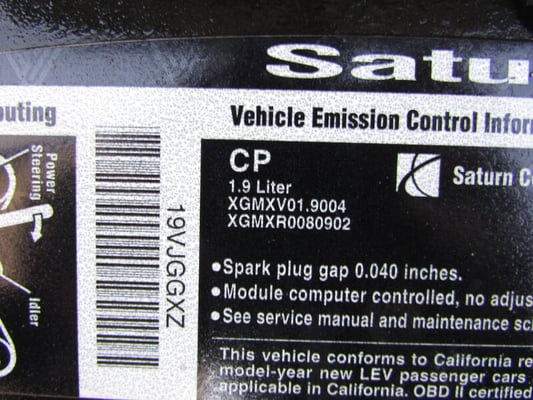 Satu
outing
Vehicle Emission Control Infor
Power
Steering
Idler
19VJGGXZ
CP
1.9 Liter
XGMXV01.9004
XGMXR0080902
Saturn C
•Spark plug gap 0.040 inches.
•Module computer controlled, no adjus
•See service manual and maintenance sc
This vehicle conforms to California re
model-year new LEV passenger cars
applicable in California. OBD II certified